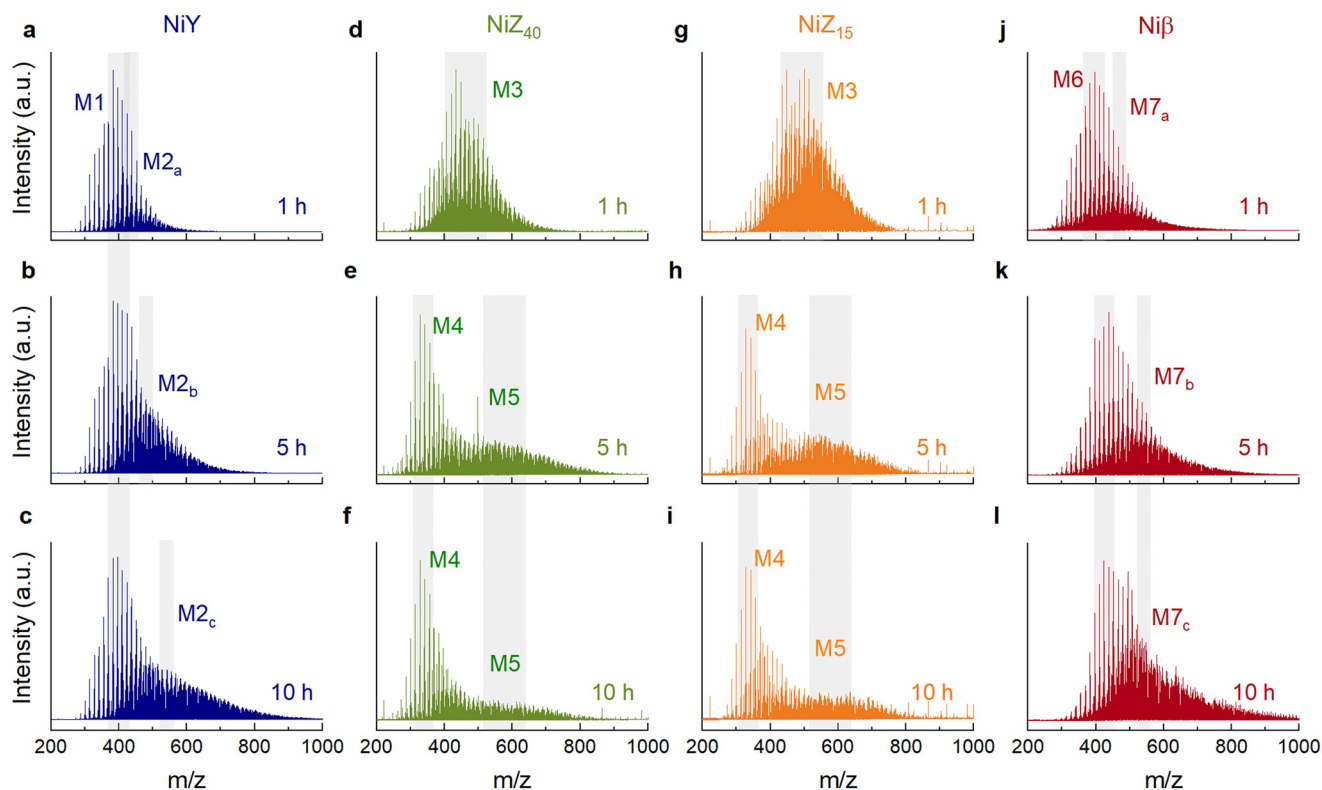 a NiY d NiZ₄₀ g NiZ₁₅ j Niβ
Intensity (a.u.) M1 M2ₐ 1 h M3 1 h M3 1 h M6 M7ₐ 1 h
b e h k
Intensity (a.u.) M2b 5 h M4 M5 5 h M4 M5 5 h M7b 5 h
c f i l
Intensity (a.u.) M2c 10 h M4 M5 10 h M4 M5 10 h M7c 10 h
200 400 600 800 1000 200 400 600 800 1000 200 400 600 800 1000 200 400 600 800 1000
m/z m/z m/z m/z